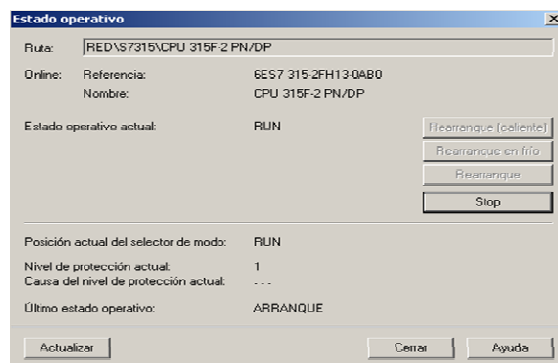 Estado operativo
Ruta: RED\S7315\CPU 315F-2 PN/DP
Online: Referencia: 6ES7 315-2FH13-0AB0
Nombre: CPU 315F-2 PN/DP
Estado operativo actual: RUN
Rearranque (caliente)
Rearranque en frío
Rearranque
Stop
Posición actual del selector de modo: RUN
Nivel de protección actual: 1
Causa del nivel de protección actual: ---
Último estado operativo: ARRANQUE
Actualizar Cerrar Ayuda